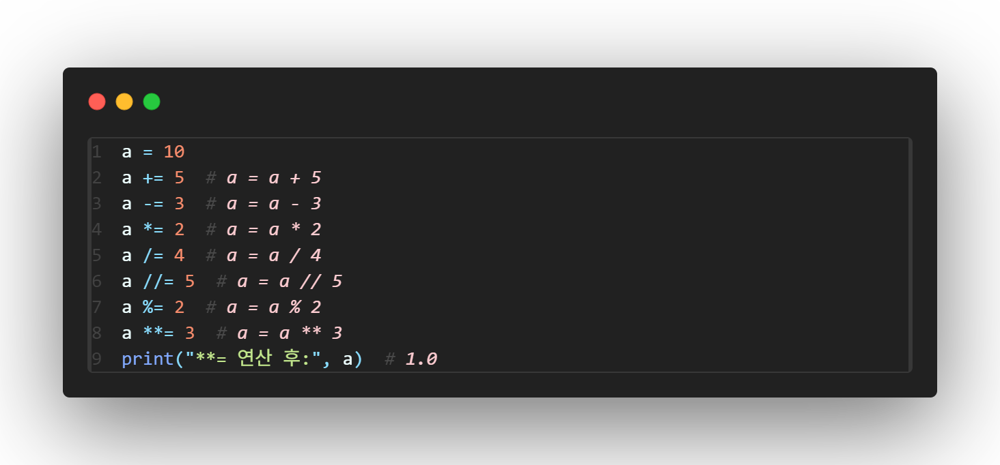 1 a = 10
2 a += 5  # a = a + 5
3 a -= 3  # a = a - 3
4 a *= 2  # a = a * 2
5 a /= 4  # a = a / 4
6 a //= 5  # a = a // 5
7 a %= 2  # a = a % 2
8 a **= 3  # a = a ** 3
9 print("**= 연산 후:", a)  # 1.0